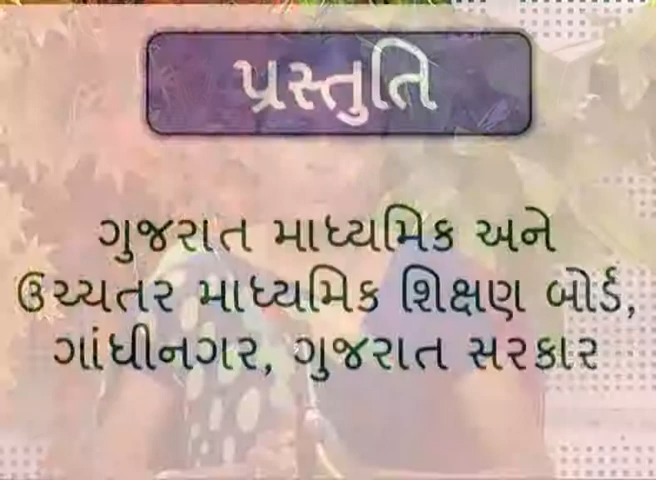 પ્રસ્તુતિ
ગુજરાત માધ્યમિક અને
ઉચ્ચતર માધ્યમિક શિક્ષણ બોર્ડ,
ગાંધીનગર, ગુજરાત સરકાર